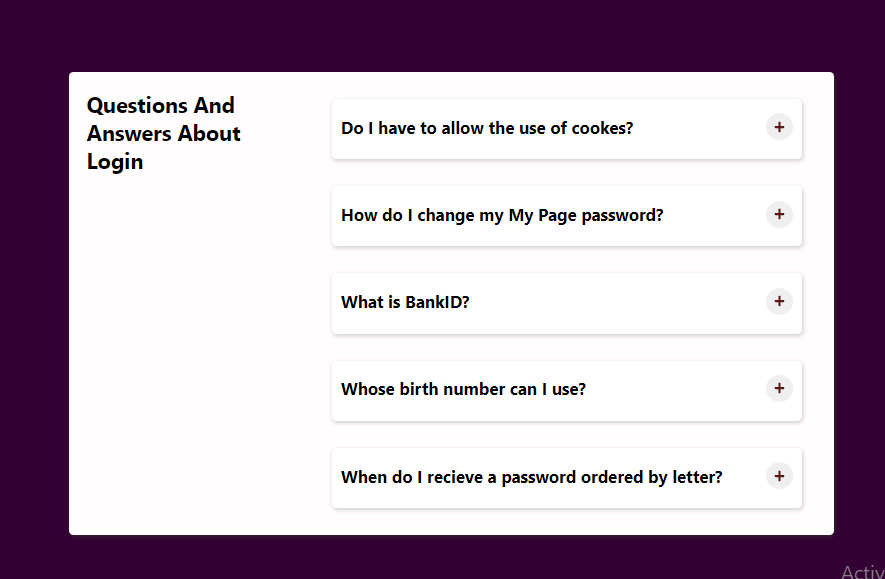 Questions And
Answers About
Login
Do I have to allow the use of cookes?
+
How do I change my My Page password?
+
What is BankID?
+
Whose birth number can I use?
+
When do I recieve a password ordered by letter?
+
Activ